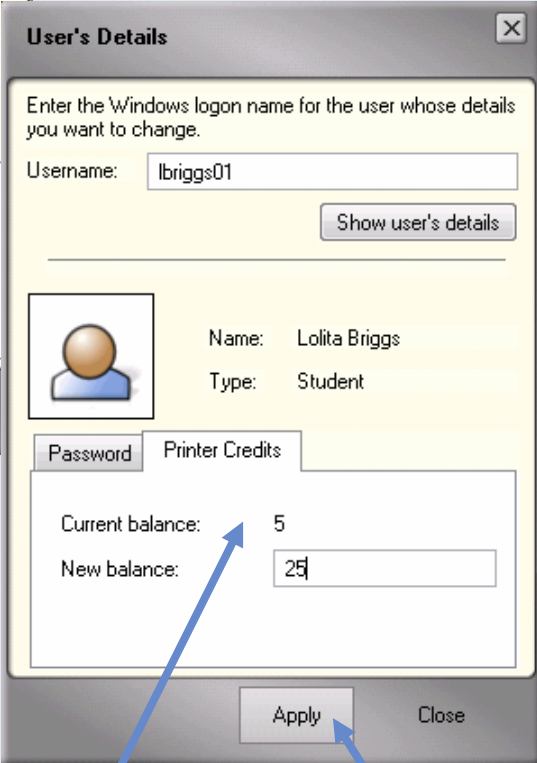 User's Details
Enter the Windows logon name for the user whose details
you want to change.
Username: lbriggs01
Show user's details
Name: Lolita Briggs
Type: Student
Password Printer Credits
Current balance: 5
New balance: 25
Apply Close